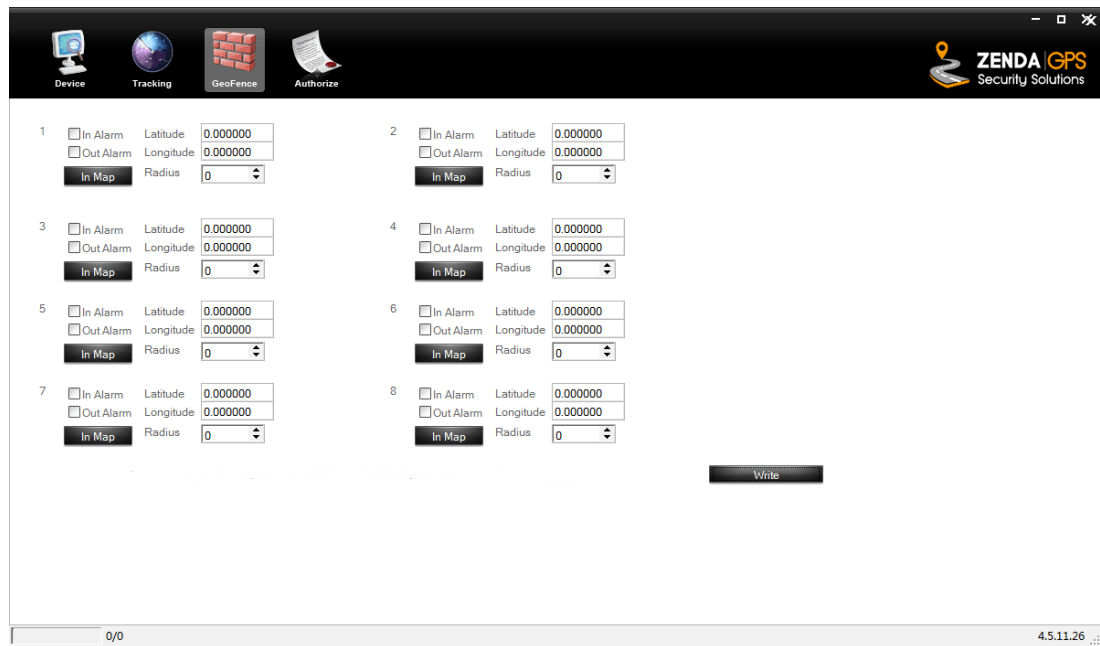 Device Tracking GeoFence Authorize
ZENDA GPS
Security Solutions
1 In Alarm Latitude 0.000000 2 In Alarm Latitude 0.000000
Out Alarm Longitude 0.000000 Out Alarm Longitude 0.000000
In Map Radius 0 In Map Radius 0
3 In Alarm Latitude 0.000000 4 In Alarm Latitude 0.000000
Out Alarm Longitude 0.000000 Out Alarm Longitude 0.000000
In Map Radius 0 In Map Radius 0
5 In Alarm Latitude 0.000000 6 In Alarm Latitude 0.000000
Out Alarm Longitude 0.000000 Out Alarm Longitude 0.000000
In Map Radius 0 In Map Radius 0
7 In Alarm Latitude 0.000000 8 In Alarm Latitude 0.000000
Out Alarm Longitude 0.000000 Out Alarm Longitude 0.000000
In Map Radius 0 In Map Radius 0
Write
0/0 4.5.11.26